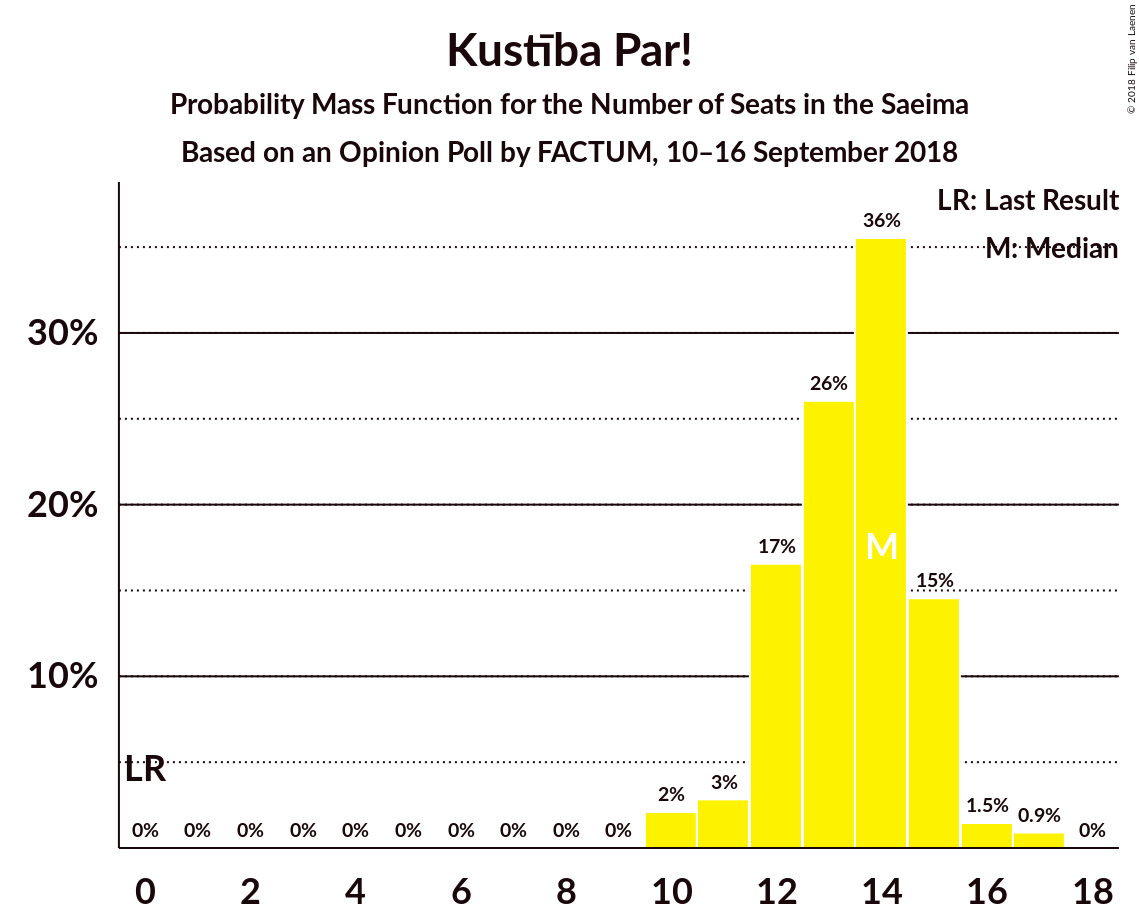 Kustība Par!
Probability Mass Function for the Number of Seats in the Saeima
Based on an Opinion Poll by FACTUM, 10–16 September 2018
© 2018 Filip van Laenen
LR: Last Result
M: Median
36%
26%
17%
15%
2%
3%
1.5%
0.9%
0%
0% 0% 0% 0% 0% 0% 0% 0% 0% 0%
30%
20%
10%
M
LR
0 2 4 6 8 10 12 14 16 18